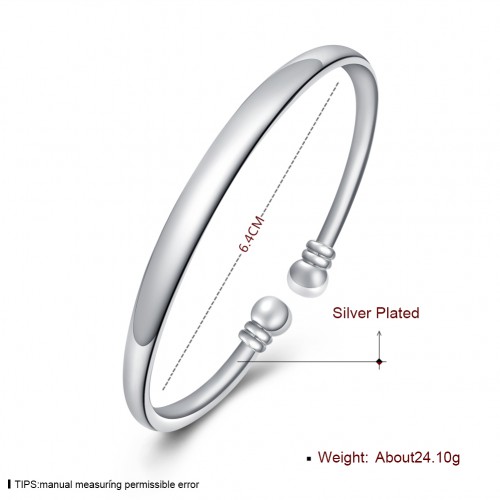 6.4CM
Silver Plated
Weight: About24.10g
TIPS:manual measuring permissible error